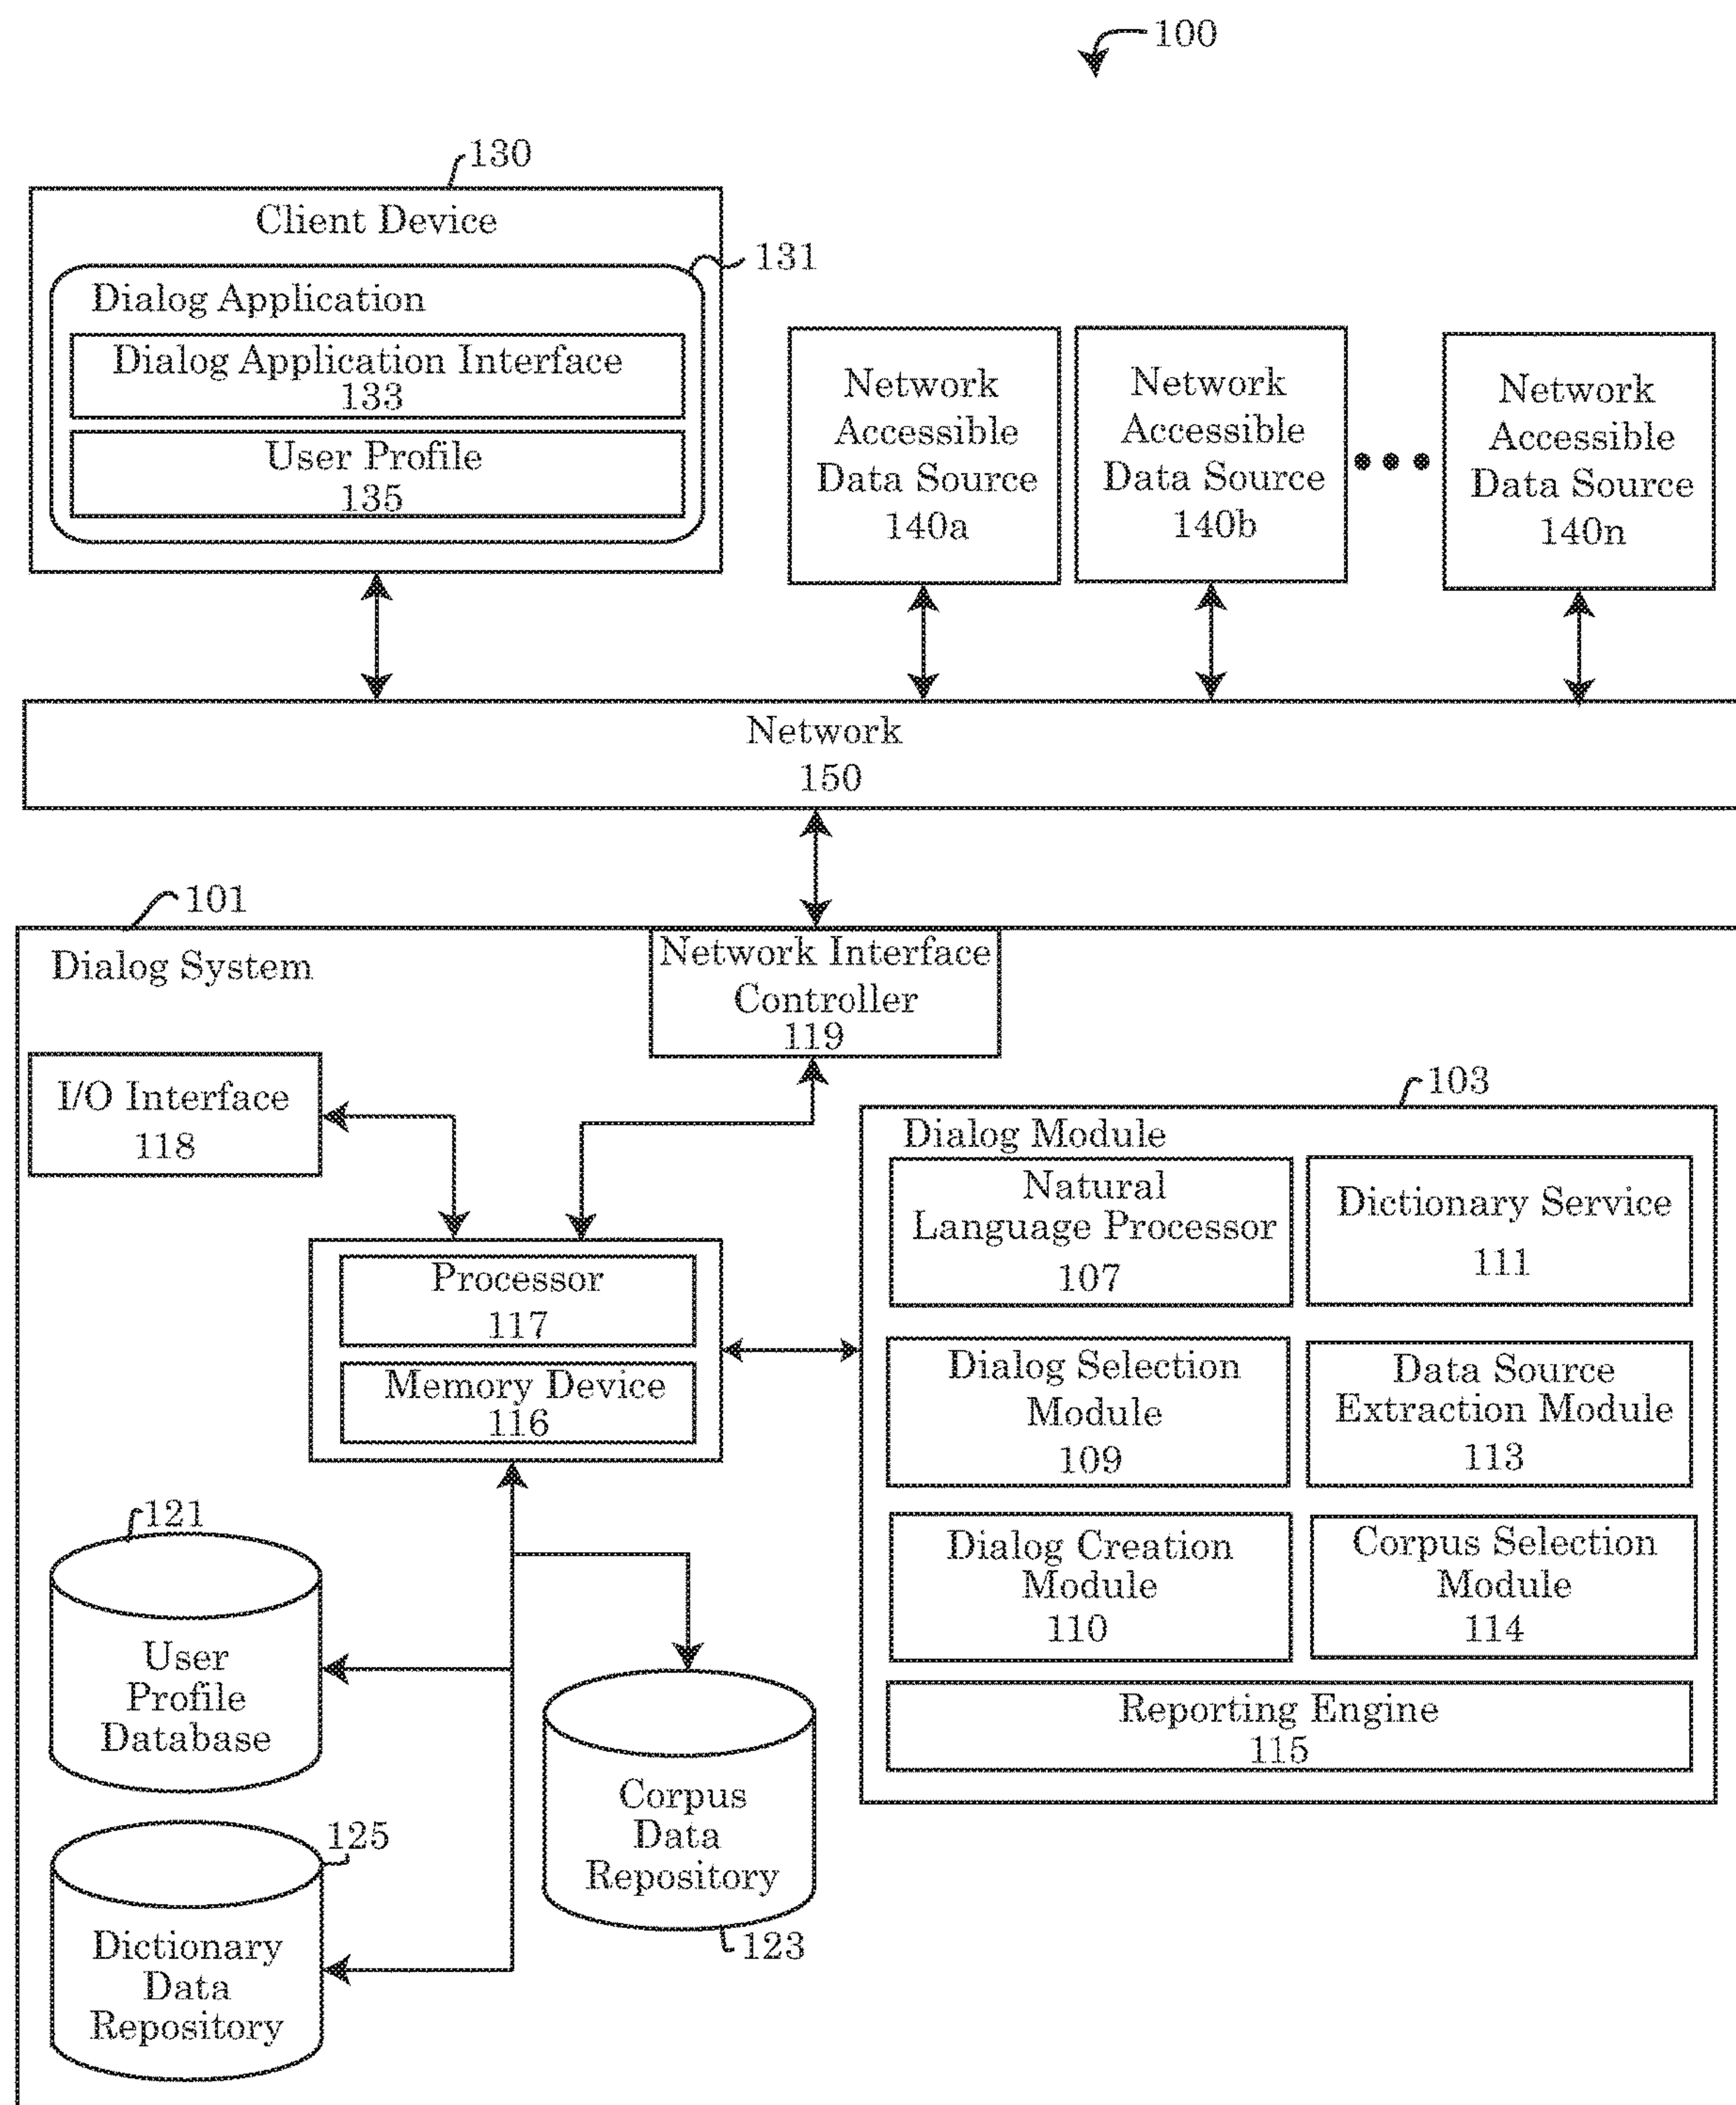 100
130
Client Device
131
Dialog Application
Dialog Application Interface
133
User Profile
135
Network
Accessible
Data Source
140a
Network
Accessible
Data Source
140b
Network
Accessible
Data Source
140n
Network
150
101
Dialog System
Network Interface
Controller
119
I/O Interface
118
103
Dialog Module
Natural
Language Processor
107
Dictionary Service
111
Processor
117
Memory Device
116
Dialog Selection
Module
109
Data Source
Extraction Module
113
Dialog Creation
Module
110
Corpus Selection
Module
114
Reporting Engine
115
121
User
Profile
Database
Corpus
Data
Repository
123
125
Dictionary
Data
Repository